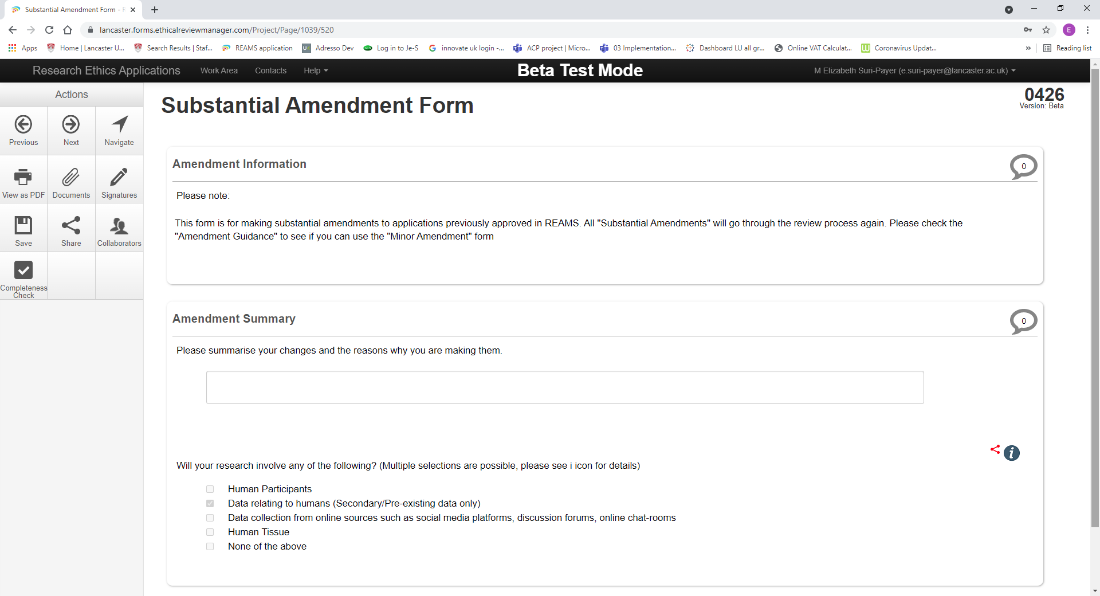 Substantial Amendment Form - F
lancaster.forms.ethicalreviewmanager.com/Project/Page/1039/520
E
Apps
Home | Lancaster U...
Search Results | Staf...
REAMS application
Adresso Dev
Log in to Je-S
innovate uk login -...
ACP project | Micro...
03 Implementation...
Dashboard LU all gr...
Online VAT Calculat...
Coronavirus Updat...
»
Reading list
Research Ethics Applications
Work Area
Contacts
Help
Beta Test Mode
M Elizabeth Suri-Payer (e.suri-payer@lancaster.ac.uk)
Actions
Previous
Next
Navigate
View as PDF
Documents
Signatures
Save
Share
Collaborators
Completeness
Check
Substantial Amendment Form
0426
Version: Beta
Amendment Information
0
Please note:
This form is for making substantial amendments to applications previously approved in REAMS. All "Substantial Amendments" will go through the review process again. Please check the
"Amendment Guidance" to see if you can use the "Minor Amendment" form
Amendment Summary
0
Please summarise your changes and the reasons why you are making them.
i
Will your research involve any of the following? (Multiple selections are possible, please see i icon for details)
Human Participants
Data relating to humans (Secondary/Pre-existing data only)
Data collection from online sources such as social media platforms, discussion forums, online chat-rooms
Human Tissue
None of the above